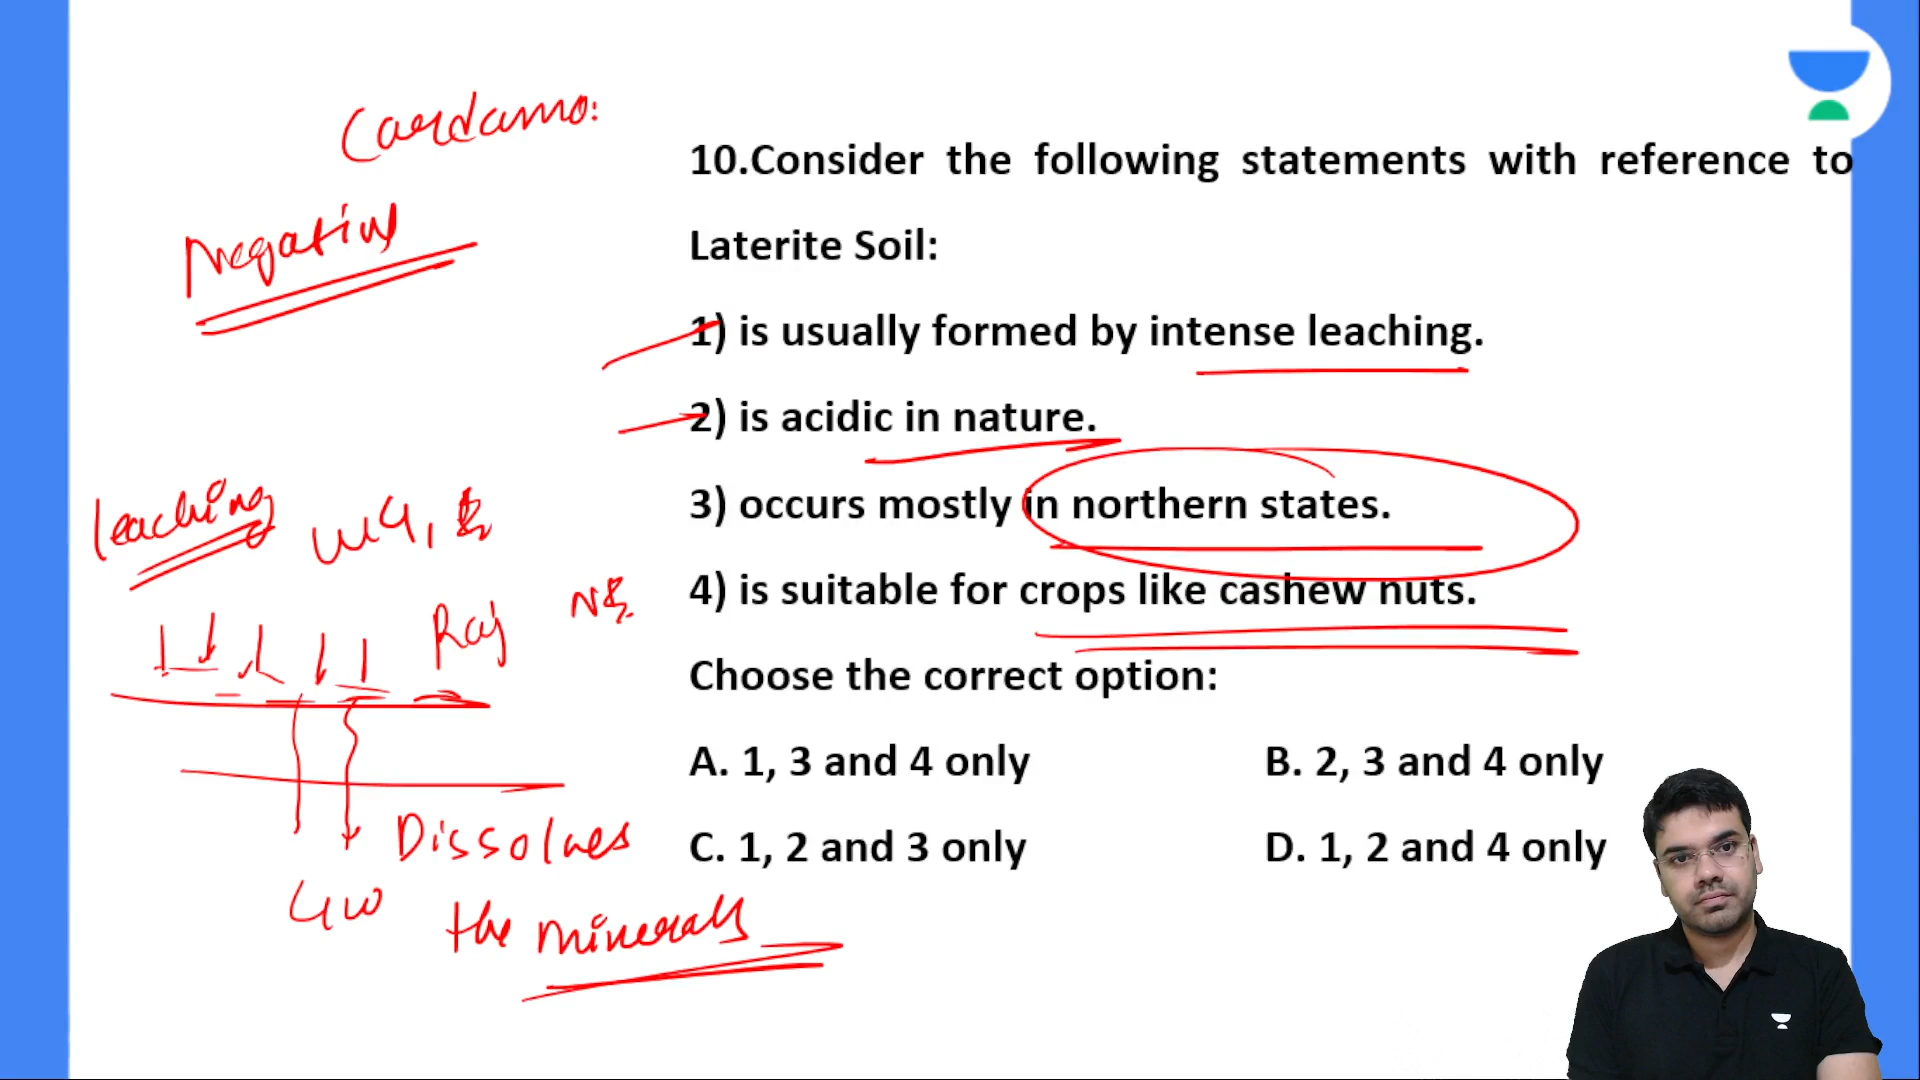 Cardamo:
10.Consider the following statements with reference to
Negative
Laterite Soil:
1) is usually formed by intense leaching.
2) is acidic in nature.
leaching
3) occurs mostly in northern states.
4) is suitable for crops like cashew nuts.
Raj
Choose the correct option:
A. 1, 3 and 4 only B. 2, 3 and 4 only
Dissolves
C. 1, 2 and 3 only D. 1, 2 and 4 only
GW
the minerals